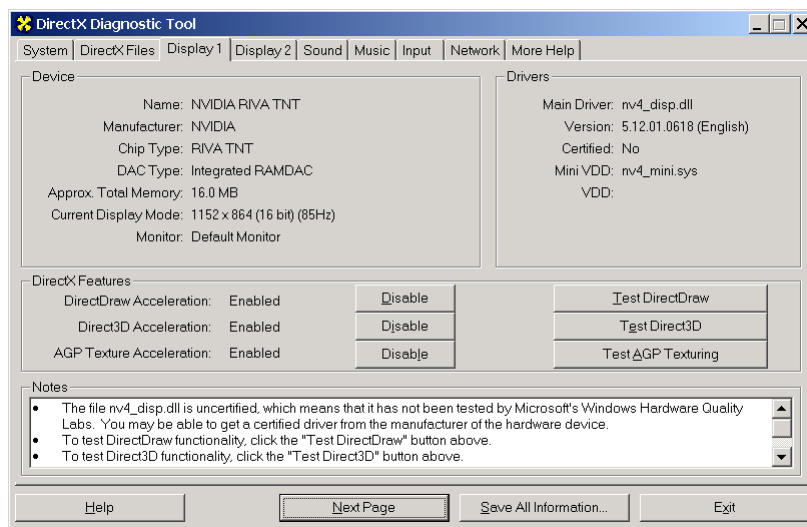 DirectX Diagnostic Tool
System DirectX Files Display 1 Display 2 Sound Music Input Network More Help
Device
Name: NVIDIA RIVA TNT
Manufacturer: NVIDIA
Chip Type: RIVA TNT
DAC Type: Integrated RAMDAC
Approx. Total Memory: 16.0 MB
Current Display Mode: 1152 x 864 (16 bit) (85Hz)
Monitor: Default Monitor
Drivers
Main Driver: nv4_disp.dll
Version: 5.12.01.0618 (English)
Certified: No
Mini VDD: nv4_mini.sys
VDD:
DirectX Features
DirectDraw Acceleration: Enabled Disable Test DirectDraw
Direct3D Acceleration: Enabled Disable Test Direct3D
AGP Texture Acceleration: Enabled Disable Test AGP Texturing
Notes
• The file nv4_disp.dll is uncertified, which means that it has not been tested by Microsoft's Windows Hardware Quality
Labs. You may be able to get a certified driver from the manufacturer of the hardware device.
• To test DirectDraw functionality, click the "Test DirectDraw" button above.
• To test Direct3D functionality, click the "Test Direct3D" button above.
Help Next Page Save All Information... Exit